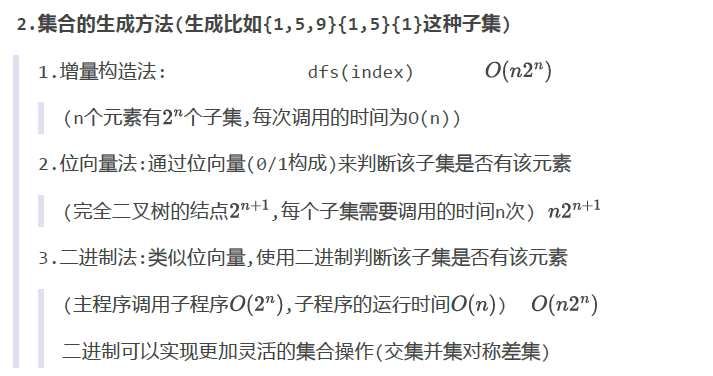 2.集合的生成方法(生成比如{1,5,9}{1,5}{1}这种子集)
1.增量构造法: dfs(index) O(n2ⁿ)
(n个元素有2ⁿ个子集,每次调用的时间为O(n))
2.位向量法:通过位向量(0/1构成)来判断该子集是否有该元素
(完全二叉树的结点2ⁿ⁺¹,每个子集需要调用的时间n次) n2ⁿ⁺¹
3.二进制法:类似位向量,使用二进制判断该子集是否有该元素
(主程序调用子程序O(2ⁿ),子程序的运行时间O(n)) O(n2ⁿ)
二进制可以实现更加灵活的集合操作(交集并集对称差集)